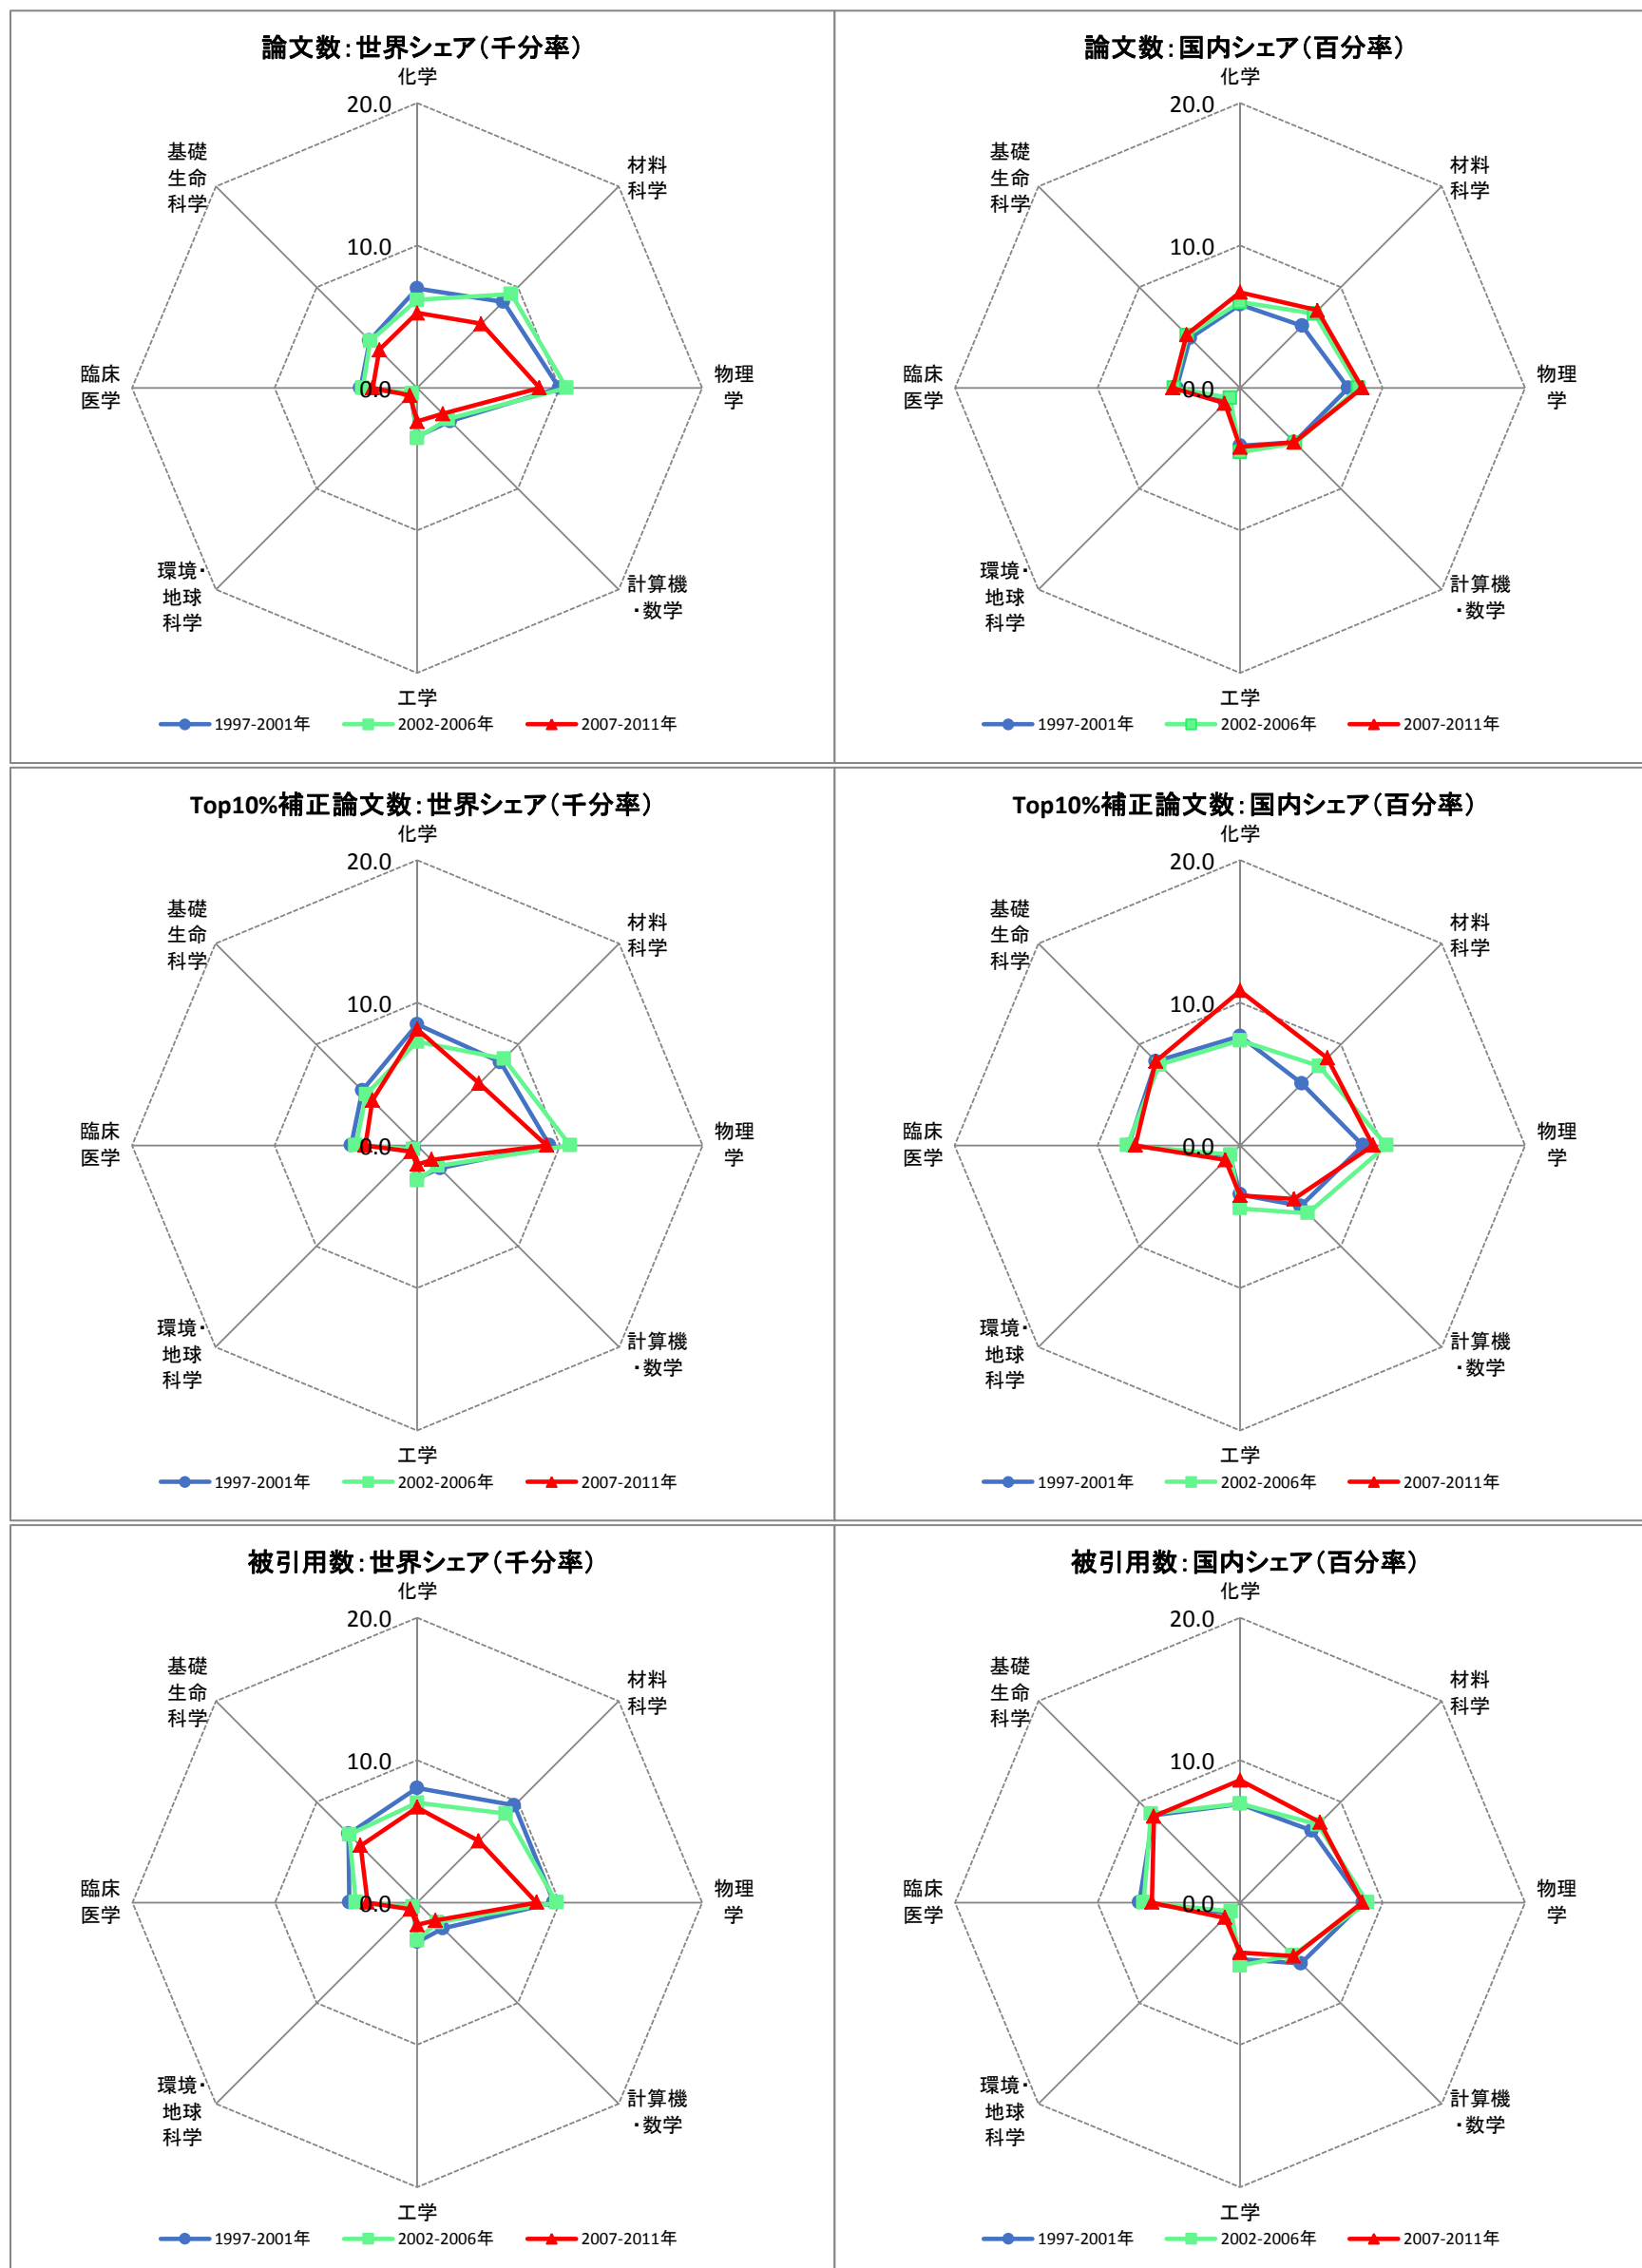 論文数：世界シェア（千分率）
化学
20.0
基礎
生命
科学
材料
科学
10.0
臨床
医学
0.0
物理
学
環境・
地球
科学
計算機
・数学
工学
1997-2001年 2002-2006年 2007-2011年
論文数：国内シェア（百分率）
化学
20.0
基礎
生命
科学
材料
科学
10.0
臨床
医学
0.0
物理
学
環境・
地球
科学
計算機
・数学
工学
1997-2001年 2002-2006年 2007-2011年
Top10%補正論文数：世界シェア（千分率）
化学
20.0
基礎
生命
科学
材料
科学
10.0
臨床
医学
0.0
物理
学
環境・
地球
科学
計算機
・数学
工学
1997-2001年 2002-2006年 2007-2011年
Top10%補正論文数：国内シェア（百分率）
化学
20.0
基礎
生命
科学
材料
科学
10.0
臨床
医学
0.0
物理
学
環境・
地球
科学
計算機
・数学
工学
1997-2001年 2002-2006年 2007-2011年
被引用数：世界シェア（千分率）
化学
20.0
基礎
生命
科学
材料
科学
10.0
臨床
医学
0.0
物理
学
環境・
地球
科学
計算機
・数学
工学
1997-2001年 2002-2006年 2007-2011年
被引用数：国内シェア（百分率）
化学
20.0
基礎
生命
科学
材料
科学
10.0
臨床
医学
0.0
物理
学
環境・
地球
科学
計算機
・数学
工学
1997-2001年 2002-2006年 2007-2011年